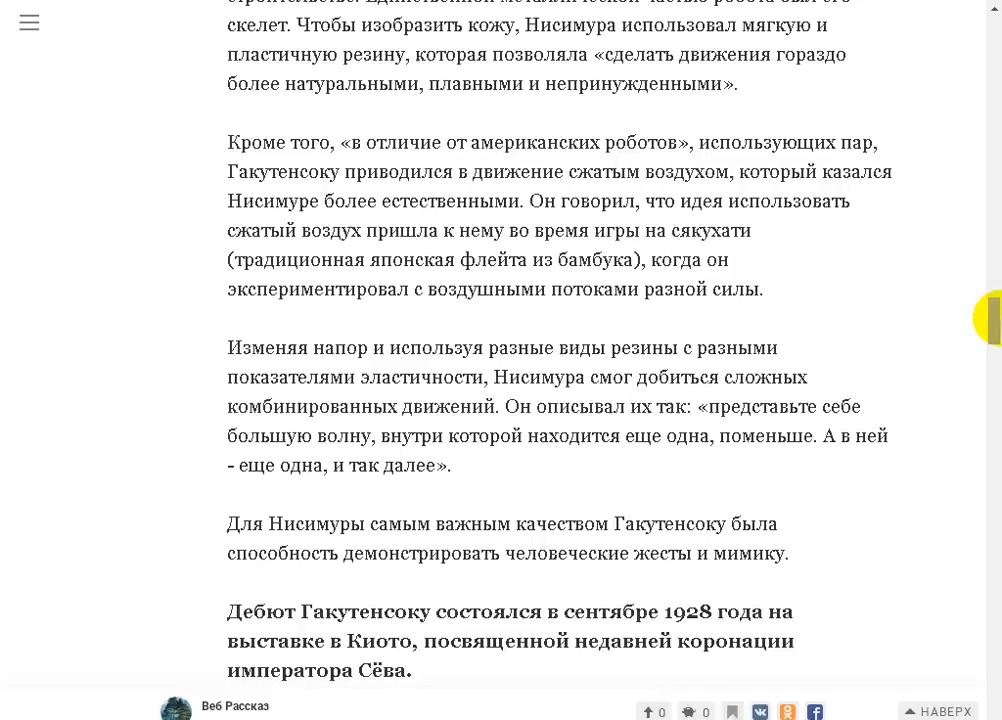 скелет. Чтобы изобразить кожу, Нисимура использовал мягкую и
пластичную резину, которая позволяла «сделать движения гораздо
более натуральными, плавными и непринужденными».
Кроме того, «в отличие от американских роботов», использующих пар,
Гакутенсоку приводился в движение сжатым воздухом, который казался
Нисимуре более естественными. Он говорил, что идея использовать
сжатый воздух пришла к нему во время игры на сякухати
(традиционная японская флейта из бамбука), когда он
экспериментировал с воздушными потоками разной силы.
Изменяя напор и используя разные виды резины с разными
показателями эластичности, Нисимура смог добиться сложных
комбинированных движений. Он описывал их так: «представьте себе
большую волну, внутри которой находится еще одна, поменьше. А в ней
- еще одна, и так далее».
Для Нисимуры самым важным качеством Гакутенсоку была
способность демонстрировать человеческие жесты и мимику.
Дебют Гакутенсоку состоялся в сентябре 1928 года на
выставке в Киото, посвященной недавней коронации
императора Сёва.
Веб Рассказ
0 0 НАВЕРХ